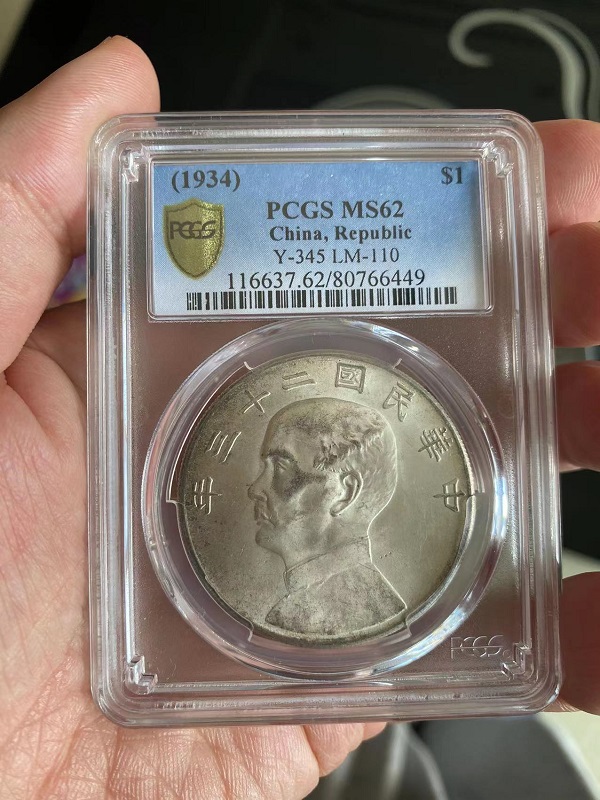 (1934) $1
PCGS
PCGS MS62
China, Republic
Y-345 LM-110
116637.62/80766449
年三十二國民華中
PCGS